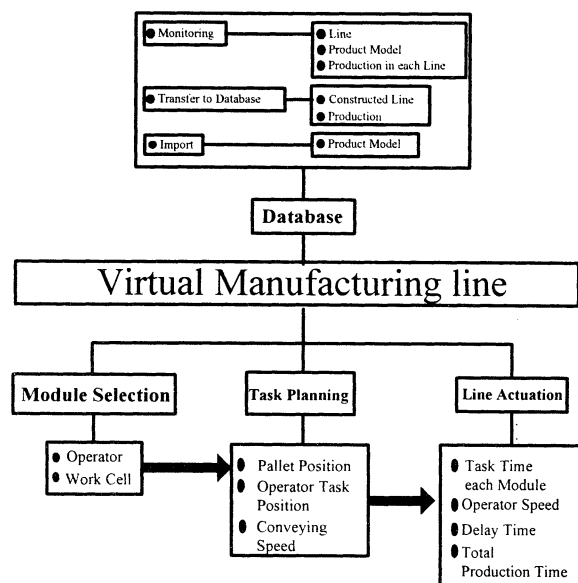 Monitoring
Line
Product Model
Production in each Line
Transfer to Database
Constructed Line
Production
Import
Product Model
Database
Virtual Manufacturing line
Module Selection
Task Planning
Line Actuation
Operator
Work Cell
Pallet Position
Operator Task
Position
Conveying
Speed
Task Time
each Module
Operator Speed
Delay Time
Total
Production Time